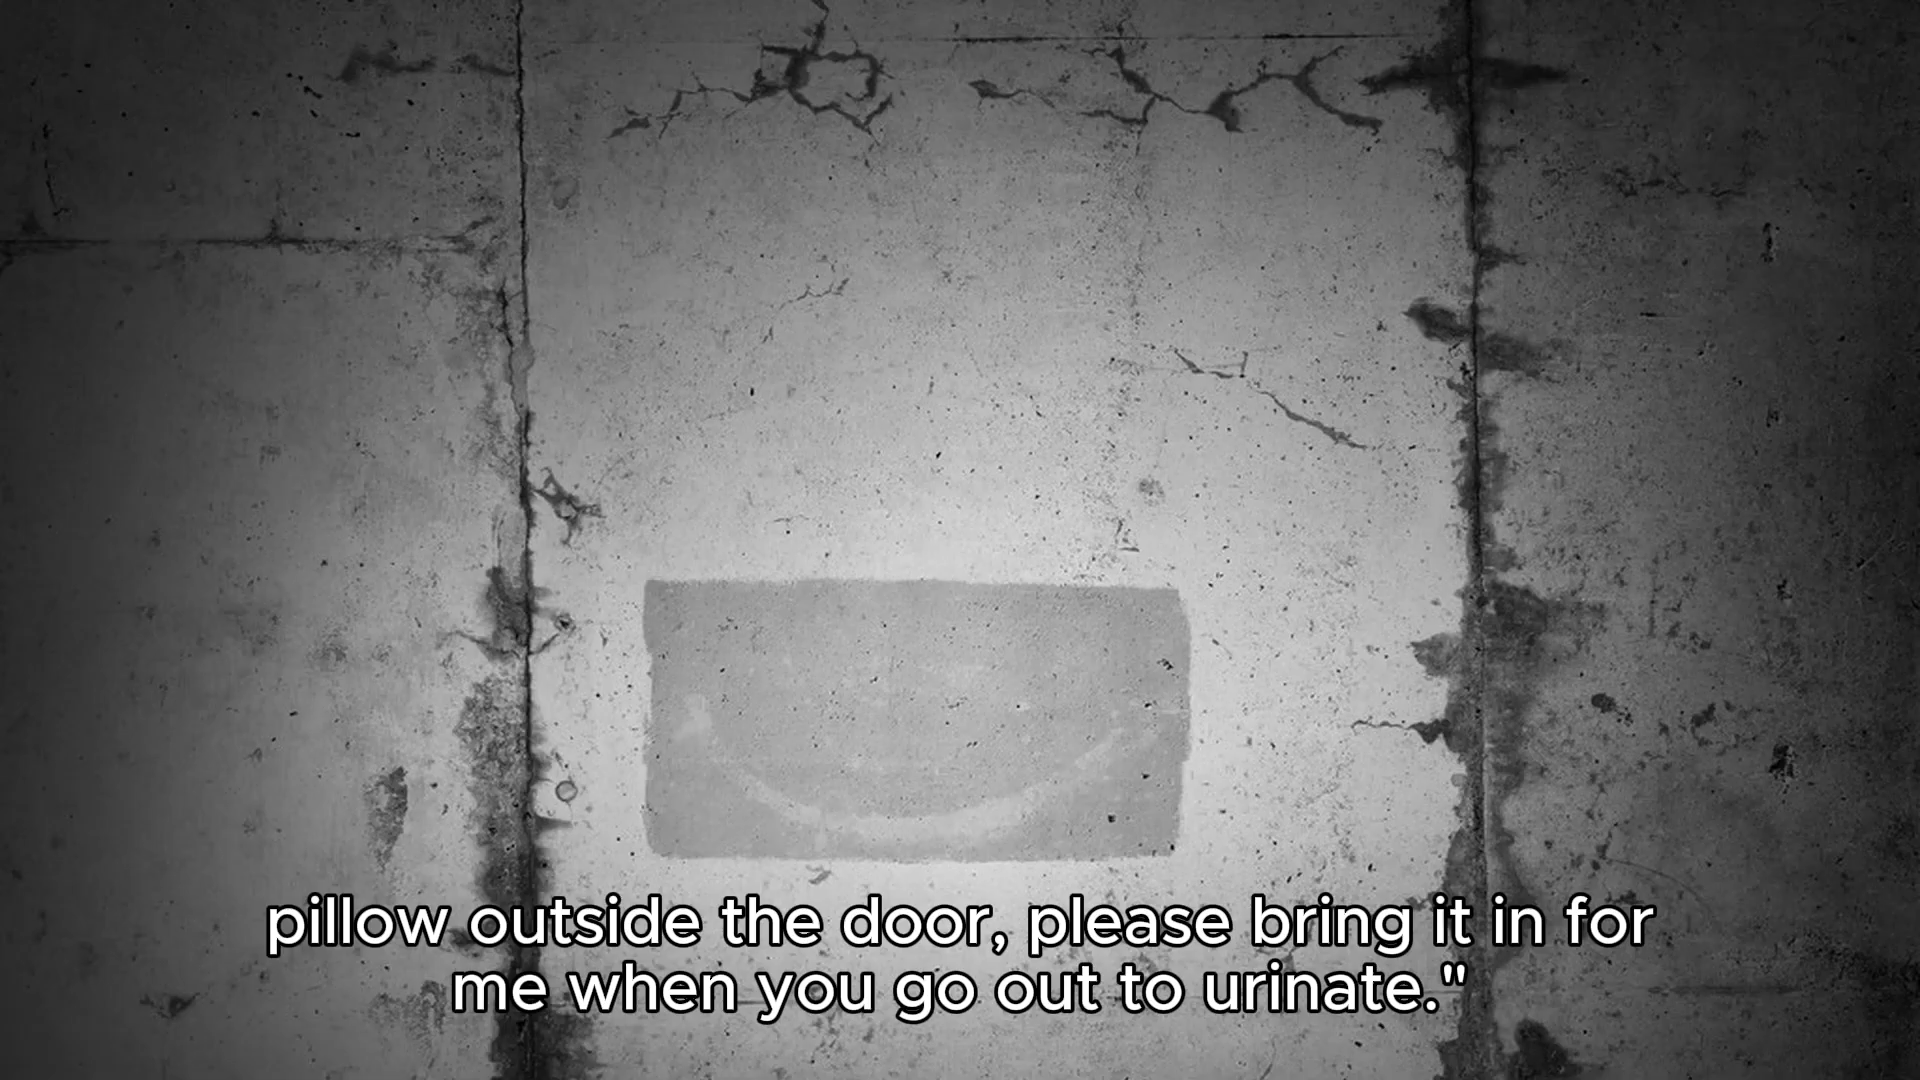 pillow outside the door, please bring it in for
me when you go out to urinate."